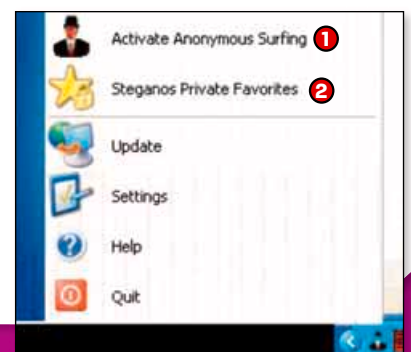 Activate Anonymous Surfing 1
Steganos Private Favorites 2
Update
Settings
Help
Quit